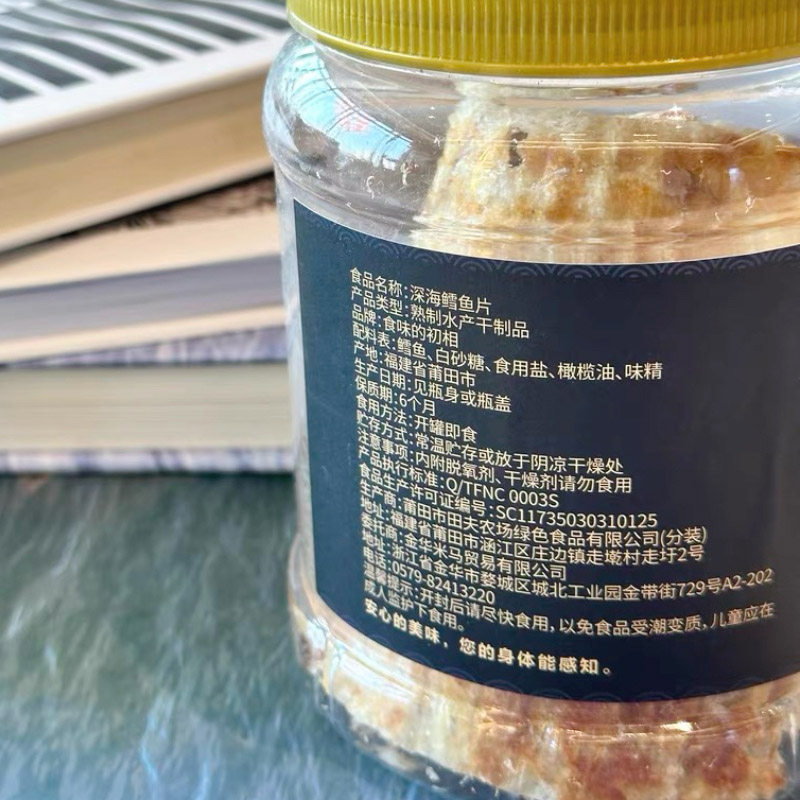 食品名称:深海鳕鱼片
产品类型:熟制水产干制品
品牌:食味的初相
配料表:鳕鱼、白砂糖、食用盐、橄榄油、味精
产地:福建省莆田市
生产日期:见瓶身或瓶盖
保质期:6个月
食用方法:开罐即食
贮存方式:常温贮存或放于阴凉干燥处
注意事项:内附脱氧剂、干燥剂请勿食用
产品执行标准:Q/TFNC 0003S
食品生产许可证编号:SC11735030310125
生产商:莆田市田夫农场绿色食品有限公司(分装)
地址:福建省莆田市涵江区庄边镇走墘村走圩2号
委托商:金华米马贸易有限公司
地址:浙江省金华市婺城区城北工业园金带街729号A2-202
电话:0579-82413220
温馨提示:开封后请尽快食用,以免食品受潮变质,儿童应在
成人监护下食用。
安心的美味,您的身体能感知。